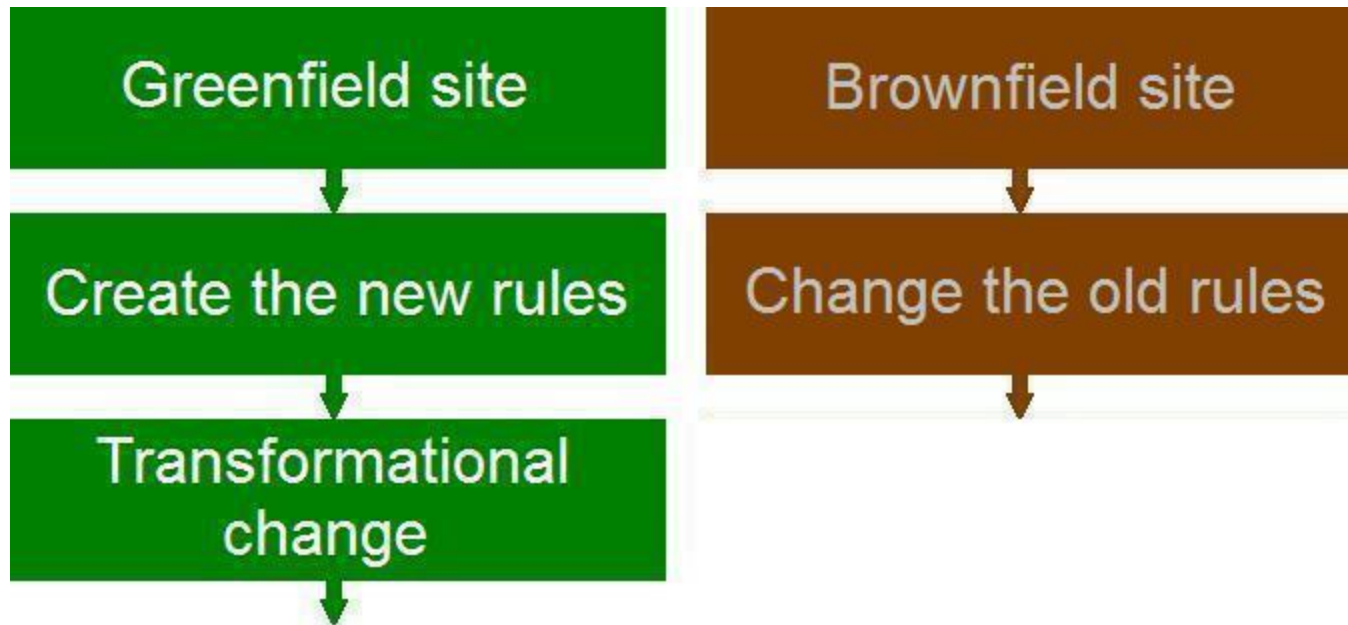 Greenfield site
Brownfield site
Create the new rules
Change the old rules
Transformational
change